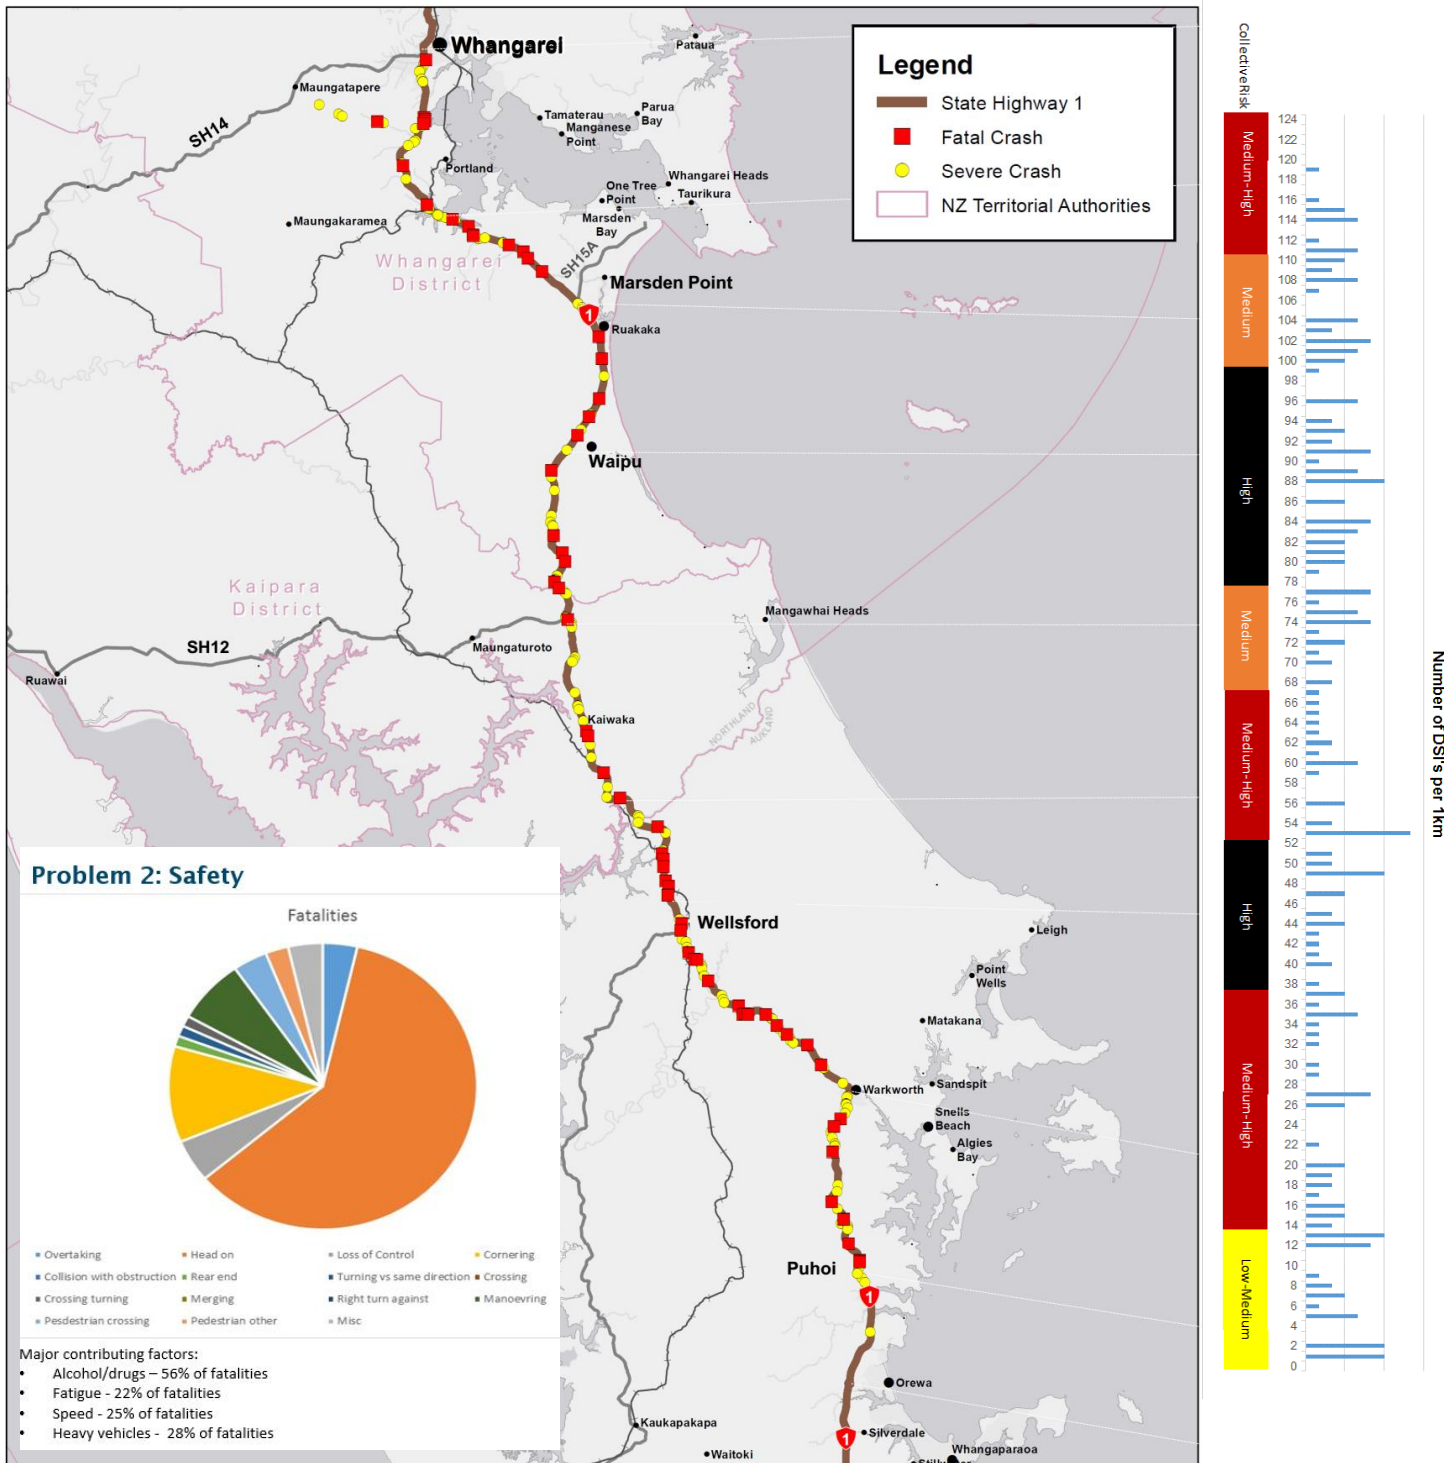 Whangarei
Pataua
Maungatapere
SH14
Tamaterau
Manganese
Point
Parua
Bay
Portland
Whangarei Heads
One Tree
Point
Taurikura
Marsden
Bay
Maungakaramea
Whangarei
District
SH15A
Marsden Point
1
Ruakaka
Waipu
Kaipara
District
Mangawhai Heads
SH12
Maungaturoto
Ruawai
Kaiwaka
NORTHLAND
AUKLAND
Wellsford
Leigh
Point
Wells
Matakana
Warkworth
Sandspit
Snells
Beach
Algies
Bay
Puhoi
1
Orewa
Kaukapakapa
1
Silverdale
Waitoki
Whangaparaoa
Legend
State Highway 1
Fatal Crash
Severe Crash
NZ Territorial Authorities
Problem 2: Safety
Fatalities
Overtaking
Head on
Loss of Control
Cornering
Collision with obstruction
Rear end
Turning vs same direction
Crossing
Crossing turning
Merging
Right turn against
Manoevring
Pesdestrian crossing
Pedestrian other
Misc
Major contributing factors:
• Alcohol/drugs – 56% of fatalities
• Fatigue - 22% of fatalities
• Speed - 25% of fatalities
• Heavy vehicles - 28% of fatalities
CollectiveRisk
Medium-High
Medium
High
Medium
Medium-High
High
Medium-High
Low-Medium
124
122
120
118
116
114
112
110
108
106
104
102
100
98
96
94
92
90
88
86
84
82
80
78
76
74
72
70
68
66
64
62
60
58
56
54
52
50
48
46
44
42
40
38
36
34
32
30
28
26
24
22
20
18
16
14
12
10
8
6
4
2
0
Number of DSI's per 1km